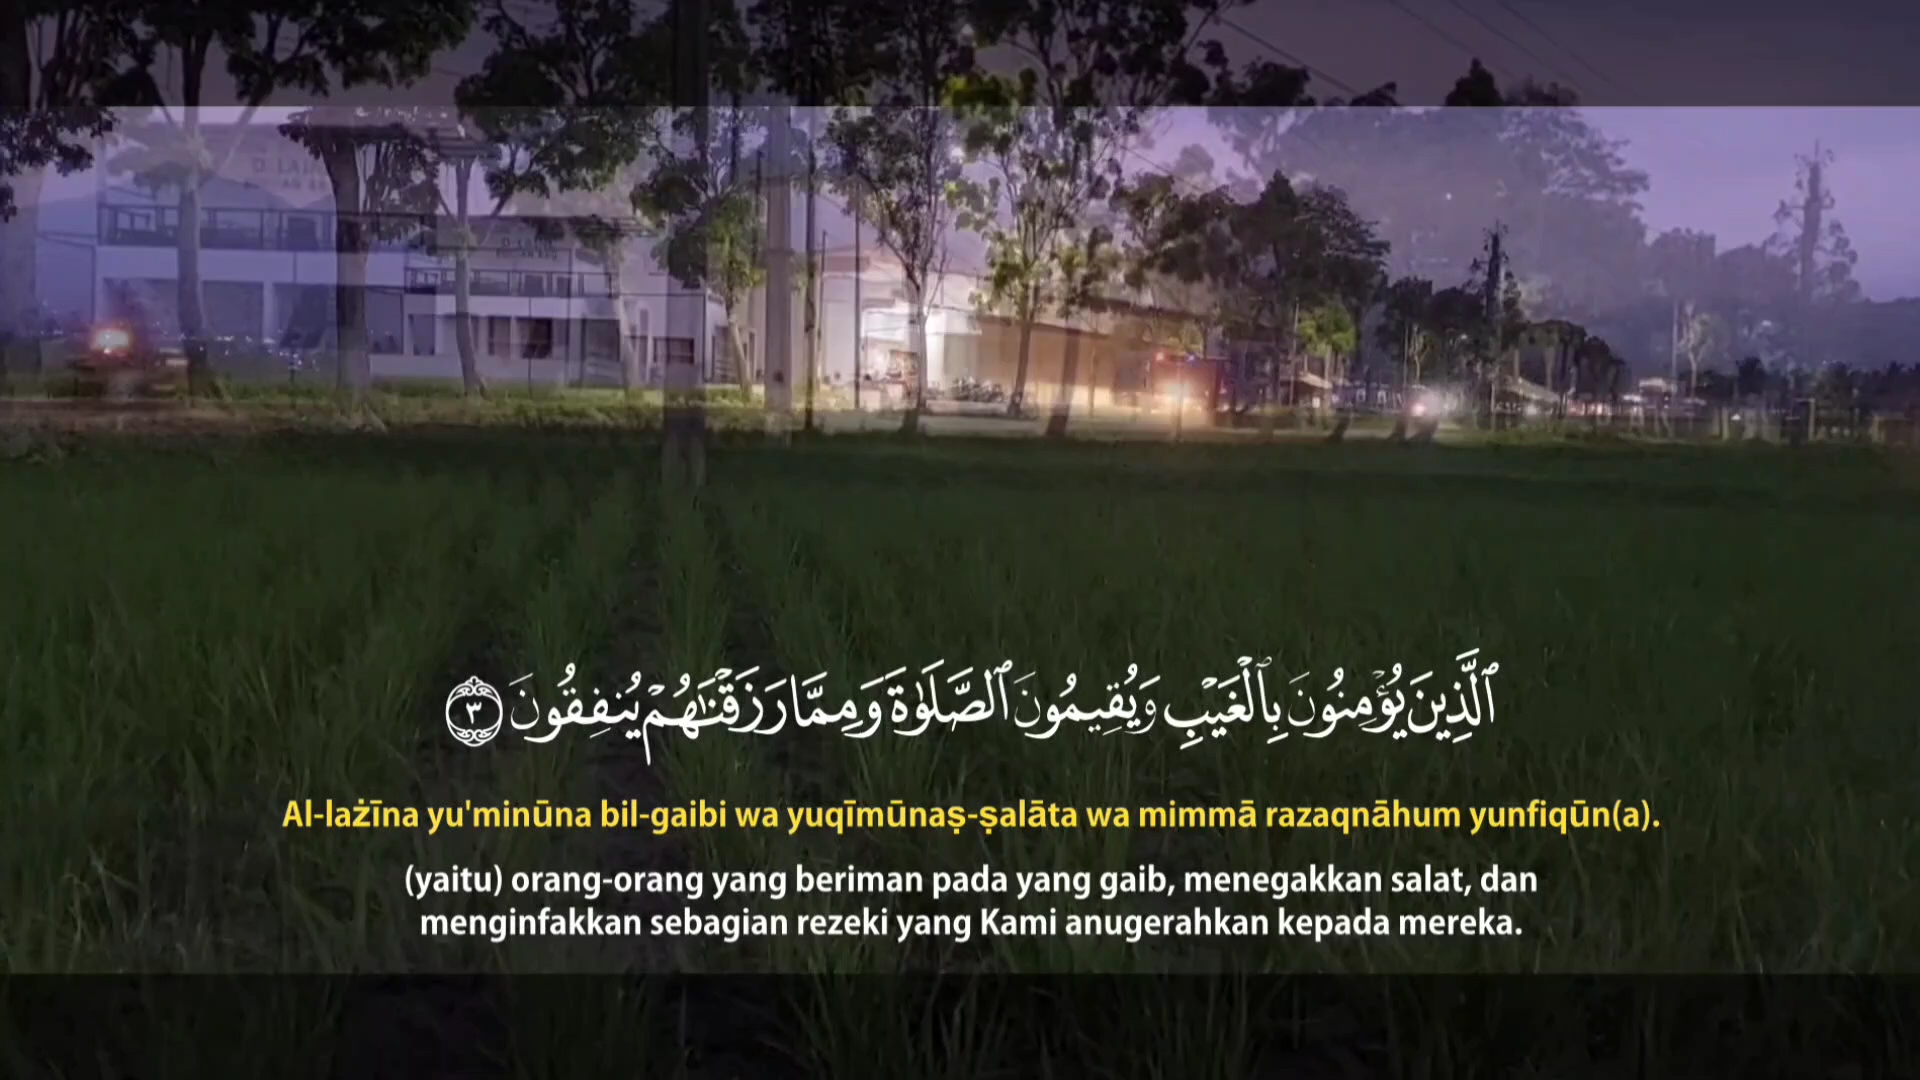 ٱلَّذِينَ يُؤْمِنُونَ بِٱلْغَيْبِ وَيُقِيمُونَ ٱلصَّلَوٰةَ وَمِمَّا رَزَقْنَـٰهُمْ يُنفِقُونَ ٣
Al-lażīna yu'minūna bil-gaibi wa yuqīmūnaṣ-ṣalāta wa mimmā razaqnāhum yunfiqūn(a).
(yaitu) orang-orang yang beriman pada yang gaib, menegakkan salat, dan
menginfakkan sebagian rezeki yang Kami anugerahkan kepada mereka.